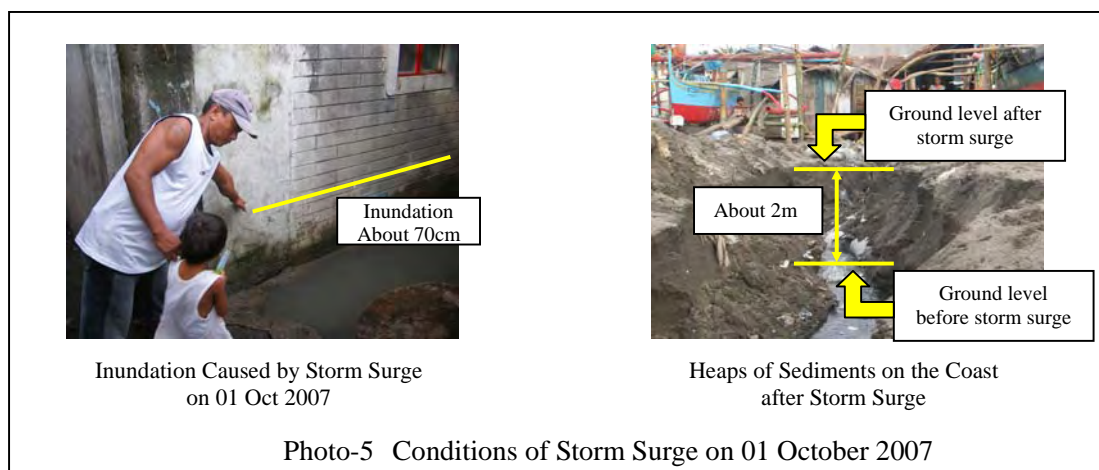 Inundation
About 70cm
Ground level after
storm surge
About 2m
Ground level
before storm surge
Inundation Caused by Storm Surge
on 01 Oct 2007
Heaps of Sediments on the Coast
after Storm Surge
Photo-5 Conditions of Storm Surge on 01 October 2007